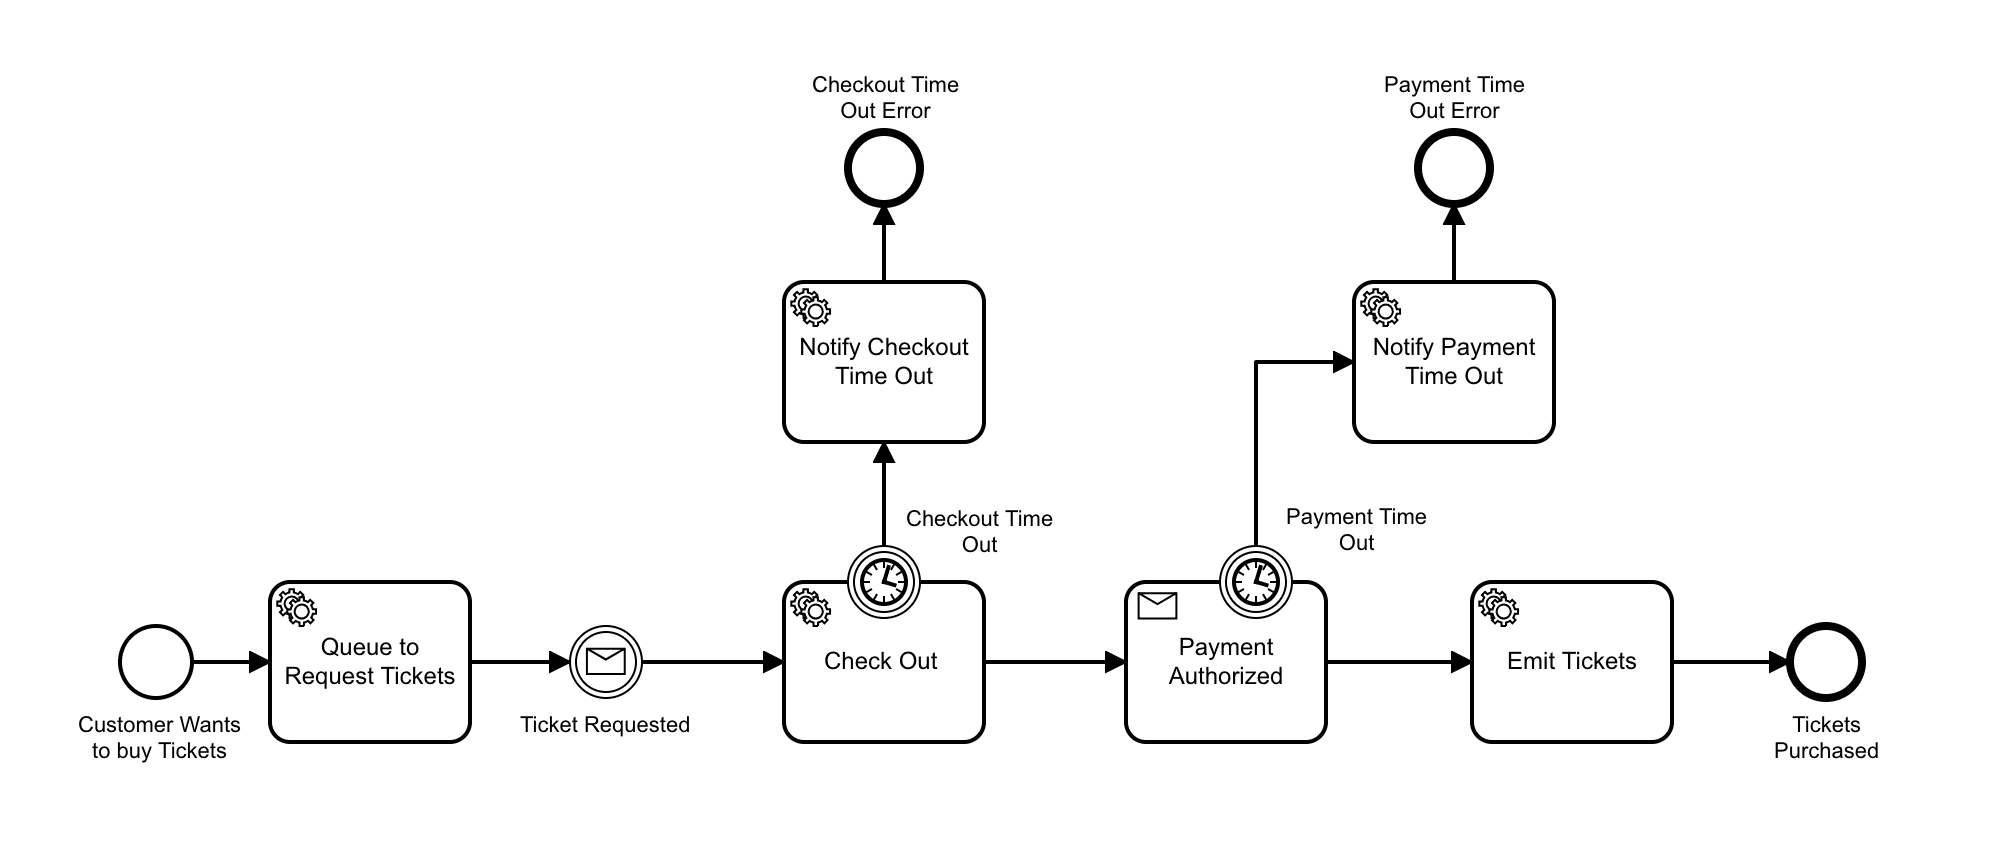 Checkout Time
Out Error
Payment Time
Out Error
Notify Checkout
Time Out
Notify Payment
Time Out
Checkout Time
Out
Payment Time
Out
Queue to
Request Tickets
Check Out
Payment
Authorized
Emit Tickets
Customer Wants
to buy Tickets
Ticket Requested
Tickets
Purchased